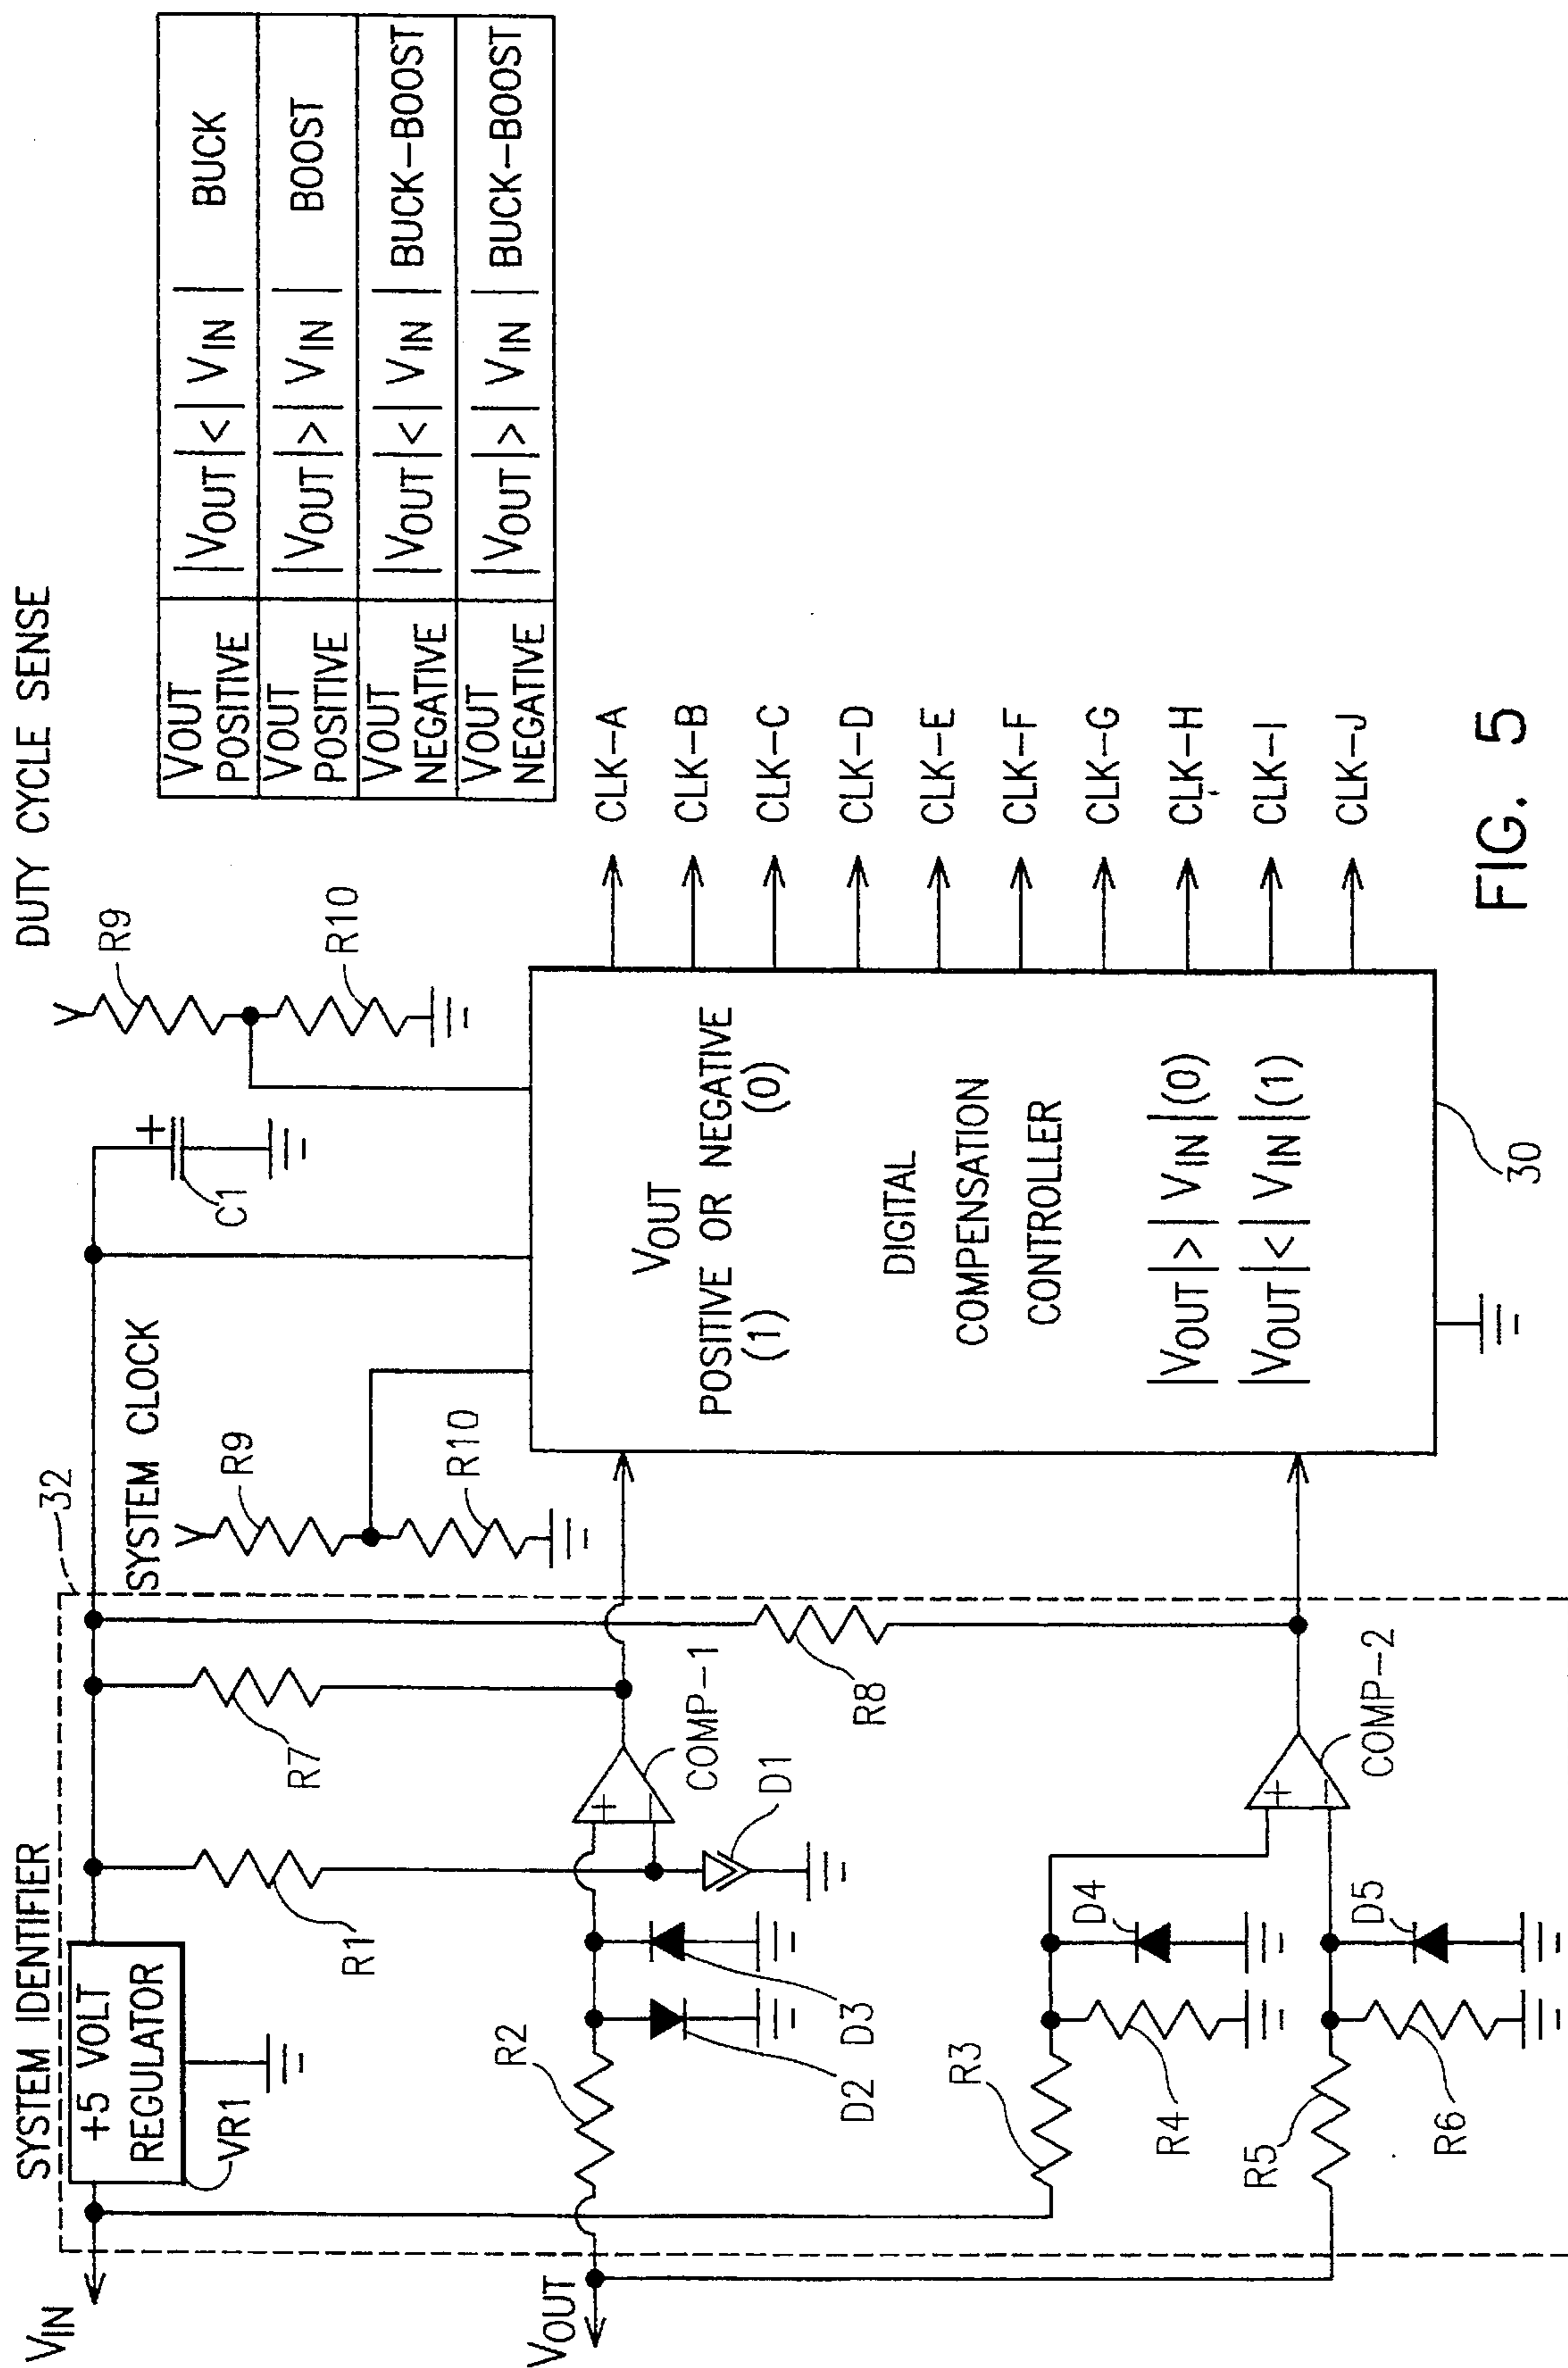 DUTY CYCLE SENSE
VOUT POSITIVE |VOUT|<|VIN| BUCK
VOUT POSITIVE |VOUT|>|VIN| BOOST
VOUT NEGATIVE |VOUT|<|VIN| BUCK-BOOST
VOUT NEGATIVE |VOUT|>|VIN| BUCK-BOOST
SYSTEM IDENTIFIER
32
SYSTEM CLOCK
VIN
+5 VOLT
REGULATOR
VR1
R1
R7
R9
R10
C1
+
R9
R10
VOUT
R2
D2
D3
+
-
COMP-1
D1
R8
R3
R4
D4
R5
R6
D5
+
-
COMP-2
VOUT
POSITIVE OR NEGATIVE
(1) (0)
DIGITAL
COMPENSATION
CONTROLLER
|VOUT|>|VIN|(0)
|VOUT|<|VIN|(1)
30
CLK-A
CLK-B
CLK-C
CLK-D
CLK-E
CLK-F
CLK-G
CLK-H
CLK-I
CLK-J
FIG. 5